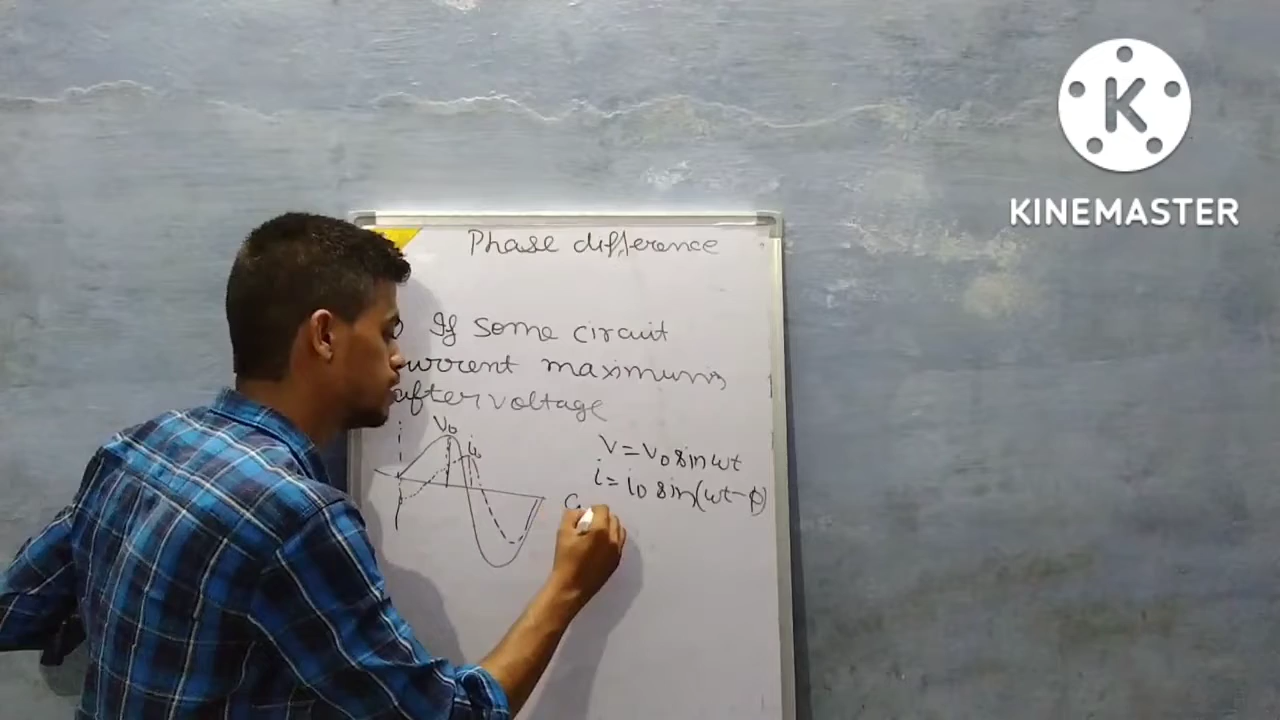 Phase difference
If some circuit
current maximum
after voltage
V₀
i₀
V = V₀ sin ωt
i = i₀ sin(ωt-ϕ)
C
K
KINEMASTER